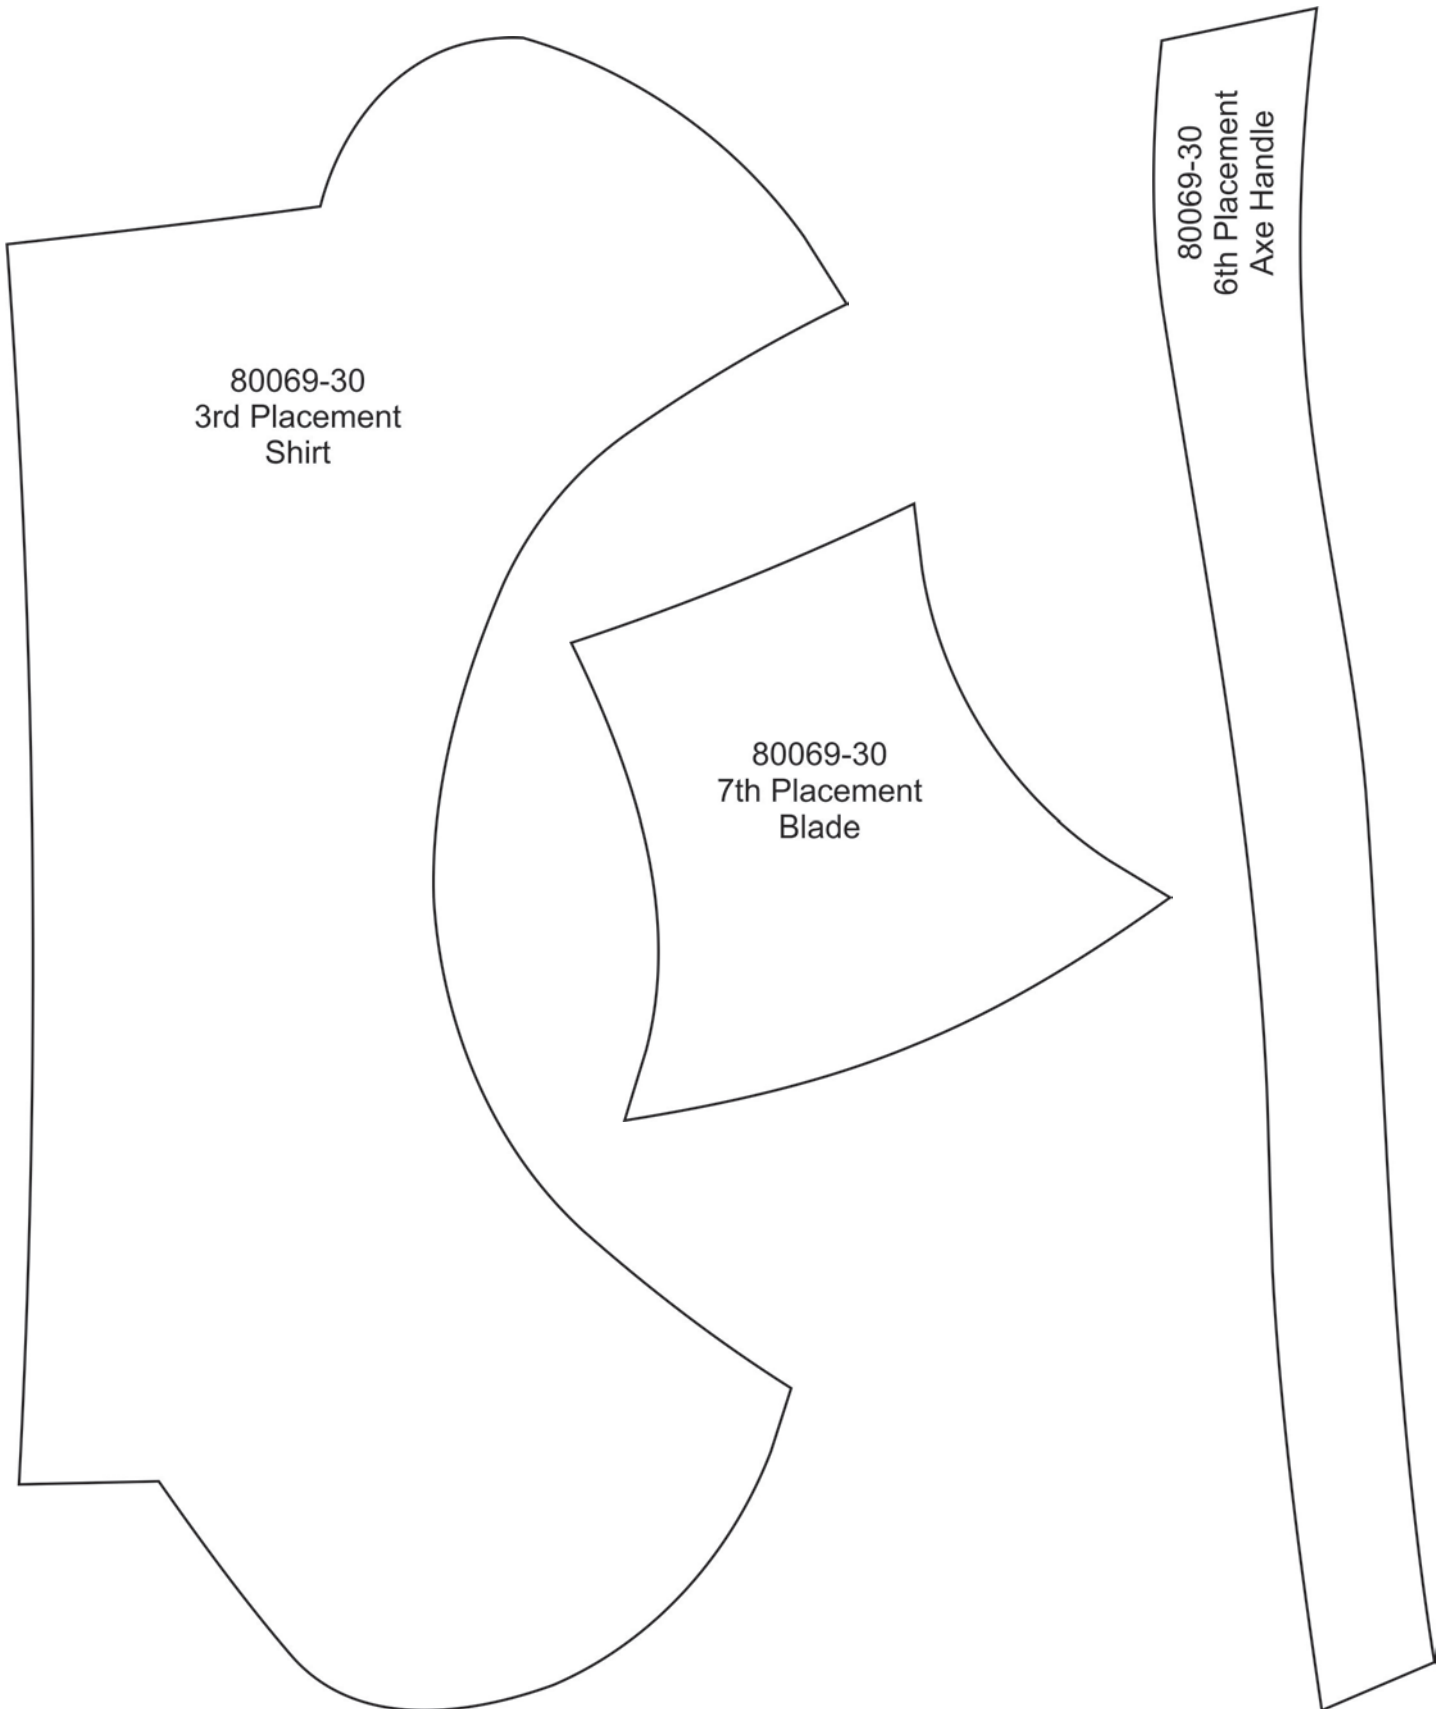 80069-30
3rd Placement
Shirt
80069-30
7th Placement
Blade
80069-30
6th Placement
Axe Handle